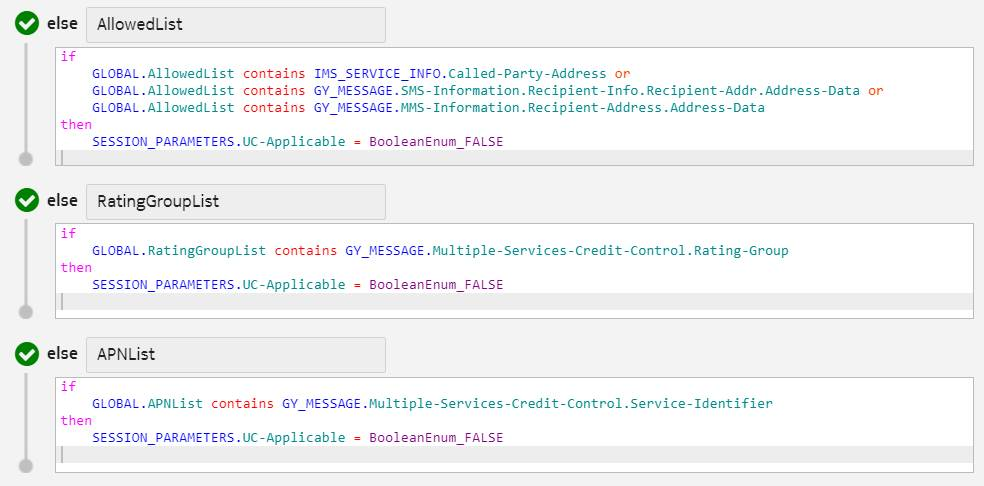 else AllowedList
if
GLOBAL.AllowedList contains IMS_SERVICE_INFO.Called-Party-Address or
GLOBAL.AllowedList contains GY_MESSAGE.SMS-Information.Recipient-Info.Recipient-Addr.Address-Data or
GLOBAL.AllowedList contains GY_MESSAGE.MMS-Information.Recipient-Address.Address-Data
then
SESSION_PARAMETERS.UC-Applicable = BooleanEnum_FALSE
else RatingGroupList
if
GLOBAL.RatingGroupList contains GY_MESSAGE.Multiple-Services-Credit-Control.Rating-Group
then
SESSION_PARAMETERS.UC-Applicable = BooleanEnum_FALSE
else APNList
if
GLOBAL.APNList contains GY_MESSAGE.Multiple-Services-Credit-Control.Service-Identifier
then
SESSION_PARAMETERS.UC-Applicable = BooleanEnum_FALSE